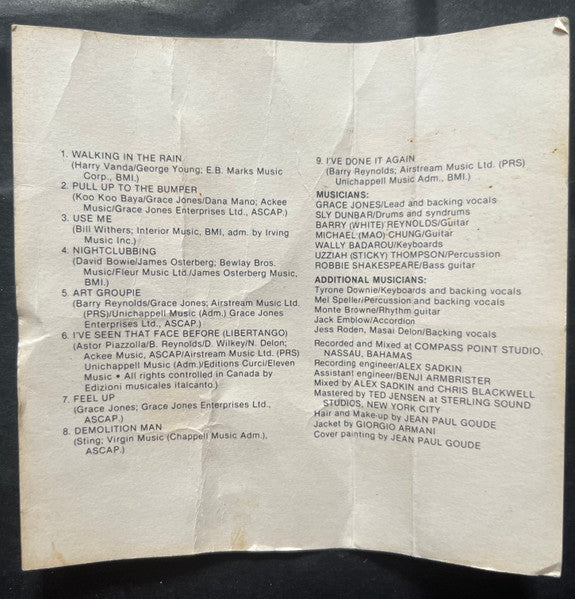 1. WALKING IN THE RAIN
(Harry Vanda/George Young; E.B. Marks Music
Corp., BMI.)
2. PULL UP TO THE BUMPER
(Koo Koo Baya/Grace Jones/Dana Mano; Ackee
Music/Grace Jones Enterprises Ltd., ASCAP.)
3. USE ME
(Bill Withers; Interior Music, BMI, adm. by Irving
Music Inc.)
4. NIGHTCLUBBING
(David Bowie/James Osterberg; Bewlay Bros.
Music/Fleur Music Ltd./James Osterberg Music,
BMI.)
5. ART GROUPIE
(Barry Reynolds/Grace Jones; Airstream Music Ltd.
(PRS)/Unichappell Music (Adm.) Grace Jones
Enterprises Ltd., ASCAP.)
6. I'VE SEEN THAT FACE BEFORE (LIBERTANGO)
(Astor Piazzolla/B. Reynolds/D. Wilkey/N. Delon;
Ackee Music, ASCAP/Airstream Music Ltd. (PRS)
Unichappell Music (Adm.)/Editions Curci/Eleven
Music • All rights controlled in Canada by
Edizioni musicales italcanto.)
7. FEEL UP
(Grace Jones; Grace Jones Enterprises Ltd.,
ASCAP.)
8. DEMOLITION MAN
(Sting; Virgin Music (Chappell Music Adm.),
ASCAP.)
9. I'VE DONE IT AGAIN
(Barry Reynolds; Airstream Music Ltd. (PRS)
Unichappell Music Adm., BMI.)
MUSICIANS:
GRACE JONES/Lead and backing vocals
SLY DUNBAR/Drums and syndrums
BARRY (WHITE) REYNOLDS/Guitar
MICHAEL (MAO) CHUNG/Guitar
WALLY BADAROU/Keyboards
UZZIAH (STICKY) THOMPSON/Percussion
ROBBIE SHAKESPEARE/Bass guitar
ADDITIONAL MUSICIANS:
Tyrone Downie/Keyboards and backing vocals
Mel Speller/Percussion and backing vocals
Monte Browne/Rhythm guitar
Jack Emblow/Accordion
Jess Roden, Masai Delon/Backing vocals
Recorded and Mixed at COMPASS POINT STUDIO,
NASSAU, BAHAMAS
Recording engineer/ALEX SADKIN
Assistant engineer/BENJI ARMBRISTER
Mixed by ALEX SADKIN and CHRIS BLACKWELL
Mastered by TED JENSEN at STERLING SOUND
STUDIOS, NEW YORK CITY
Hair and Make-up by JEAN PAUL GOUDE
Jacket by GIORGIO ARMANI
Cover painting by JEAN PAUL GOUDE